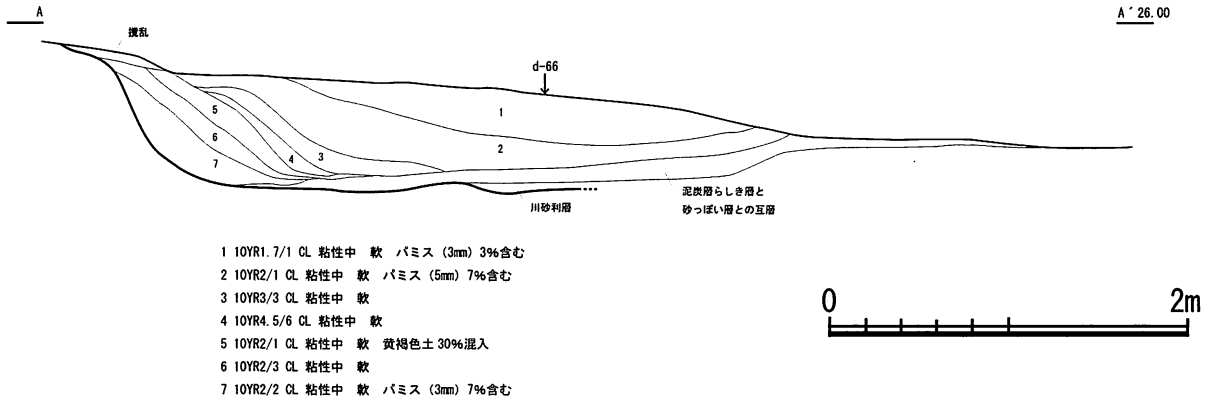 A
A´26.00
撹乱
d-66
1
2
3
4
5
6
7
川砂利層
泥炭層らしき層と
砂っぽい層との互層
1 10YR1.7/1 CL 粘性中 軟 パミス (3mm) 3%含む
2 10YR2/1 CL 粘性中 軟 パミス (5mm) 7%含む
3 10YR3/3 CL 粘性中 軟
4 10YR4.5/6 CL 粘性中 軟
5 10YR2/1 CL 粘性中 軟 黄褐色土30%混入
6 10YR2/3 CL 粘性中 軟
7 10YR2/2 CL 粘性中 軟 パミス (3mm) 7%含む
0 2m